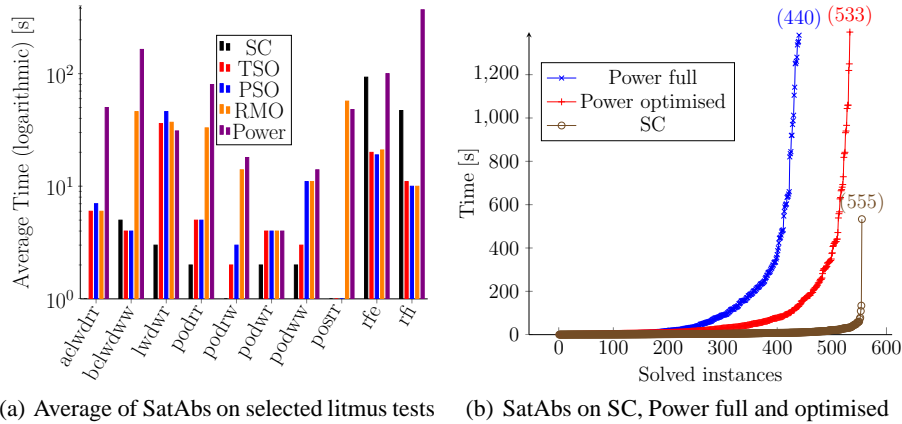 Average Time (logarithmic) [s]
10^2
10^1
10^0
SC
TSO
PSO
RMO
Power
aclwdrr
bclwdww
lwdwr
podrr
podrw
podwr
podww
posrr
rfe
rfi
(a) Average of SatAbs on selected litmus tests
(440)
(533)
(555)
Time [s]
1,200
1,000
800
600
400
200
0
Power full
Power optimised
SC
0
100
200
300
400
500
600
Solved instances
(b) SatAbs on SC, Power full and optimised